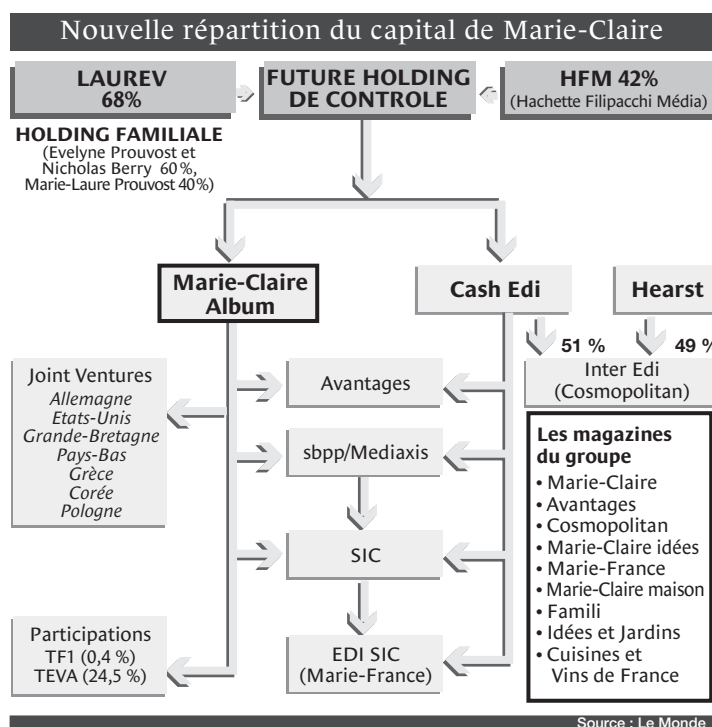 Nouvelle répartition du capital de Marie-Claire
LAUREV
68%
FUTURE HOLDING
DE CONTROLE
HFM 42%
(Hachette Filipacchi Média)
HOLDING FAMILIALE
(Evelyne Prouvost et
Nicholas Berry 60%,
Marie-Laure Prouvost 40%)
Marie-Claire
Album
Cash Edi
Hearst
51 %
49 %
Inter Edi
(Cosmopolitan)
Joint Ventures
Allemagne
Etats-Unis
Grande-Bretagne
Pays-Bas
Grèce
Corée
Pologne
Avantages
sbpp/Mediaxis
SIC
EDI SIC
(Marie-France)
Participations
TF1 (0,4 %)
TEVA (24,5 %)
Les magazines
du groupe
• Marie-Claire
• Avantages
• Cosmopolitan
• Marie-Claire idées
• Marie-France
• Marie-Claire maison
• Famili
• Idées et Jardins
• Cuisines et
Vins de France
Source : Le Monde